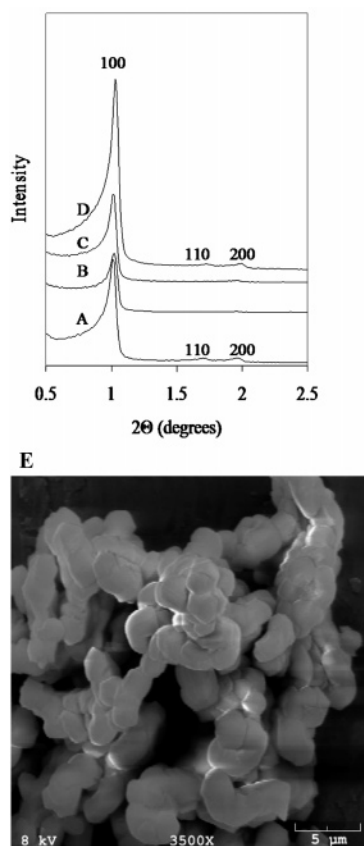 100
Intensity
D
C
B
A
110 200
110 200
0.5 1 1.5 2 2.5
2Θ (degrees)
E
8 kV 3500X 5 µm